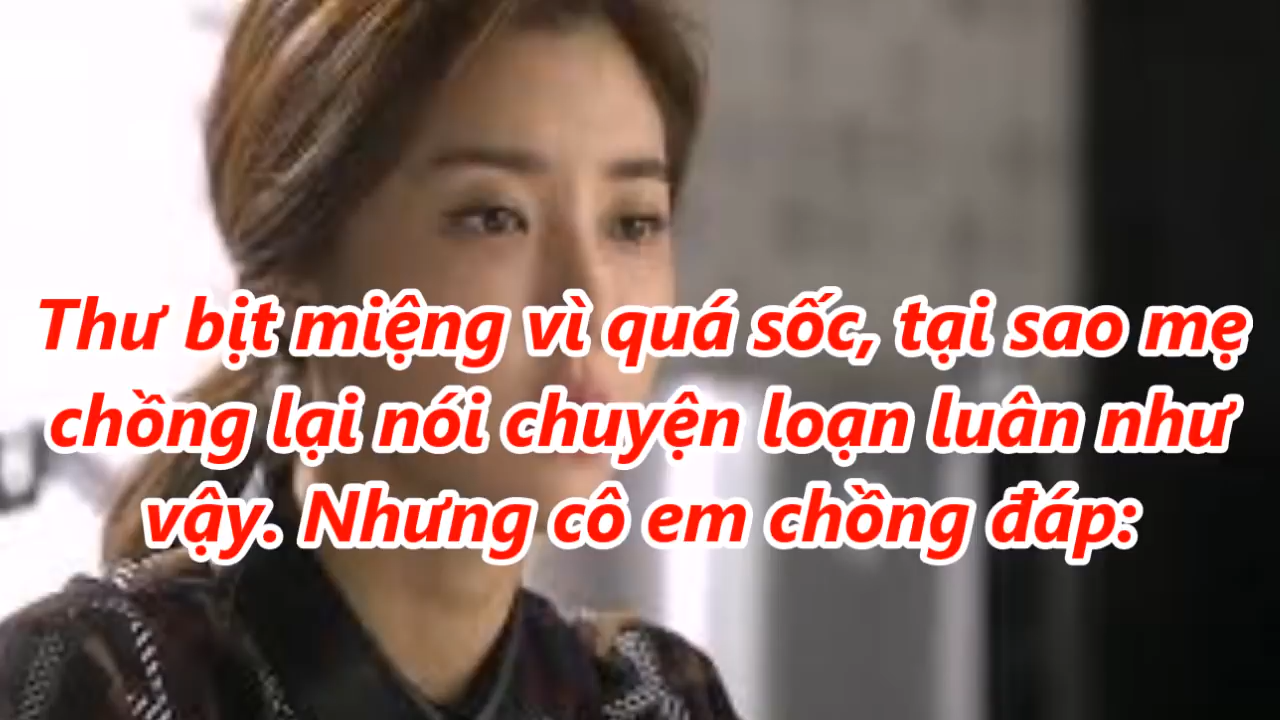 Thư bịt miệng vì quá sốc, tại sao mẹ
chồng lại nói chuyện loạn luân như
vậy. Nhưng cô em chồng đáp: